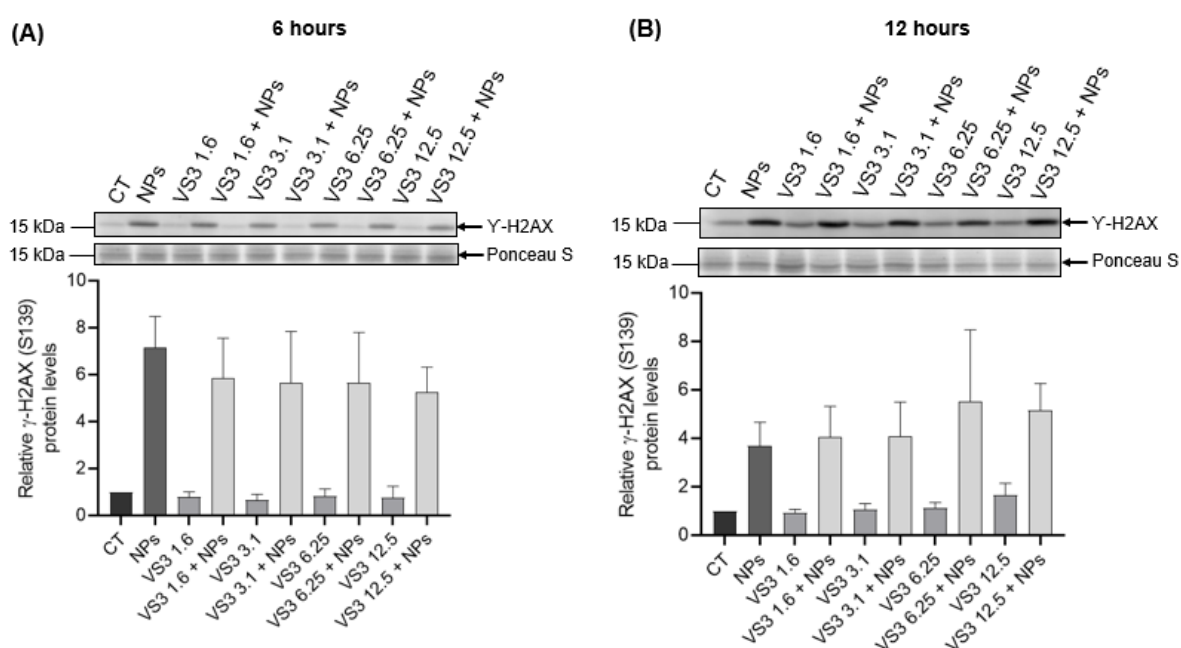 (A)
6 hours
CT
NPs
VS3 1.6
VS3 1.6 + NPs
VS3 3.1
VS3 3.1 + NPs
VS3 6.25
VS3 6.25 + NPs
VS3 12.5
VS3 12.5 + NPs
15 kDa
ϒ-H2AX
15 kDa
Ponceau S
Relative γ-H2AX (S139)
protein levels
10
8
6
4
2
0
CT
NPs
VS3 1.6
VS3 1.6 + NPs
VS3 3.1
VS3 3.1 + NPs
VS3 6.25
VS3 6.25 + NPs
VS3 12.5
VS3 12.5 + NPs
(B)
12 hours
CT
NPs
VS3 1.6
VS3 1.6 + NPs
VS3 3.1
VS3 3.1 + NPs
VS3 6.25
VS3 6.25 + NPs
VS3 12.5
VS3 12.5 + NPs
15 kDa
ϒ-H2AX
15 kDa
Ponceau S
Relative γ-H2AX (S139)
protein levels
10
8
6
4
2
0
CT
NPs
VS3 1.6
VS3 1.6 + NPs
VS3 3.1
VS3 3.1 + NPs
VS3 6.25
VS3 6.25 + NPs
VS3 12.5
VS3 12.5 + NPs